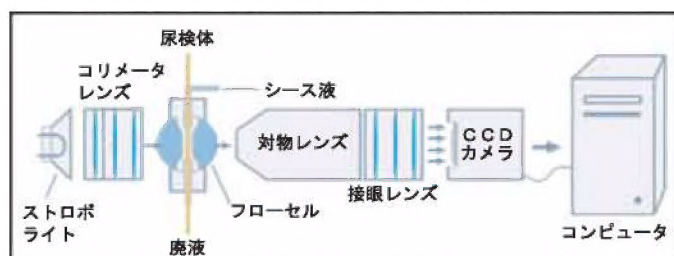 尿検体
コリメータ
レンズ
シース液
対物レンズ
CCD
カメラ
接眼レンズ
フローセル
ストロボ
ライト
廃液
コンピュータ